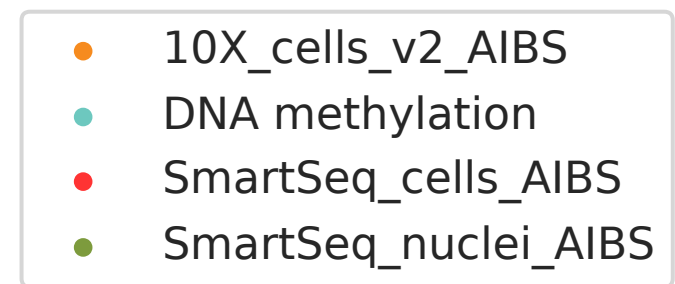 10X_cells_v2_AIBS
DNA methylation
SmartSeq_cells_AIBS
SmartSeq_nuclei_AIBS